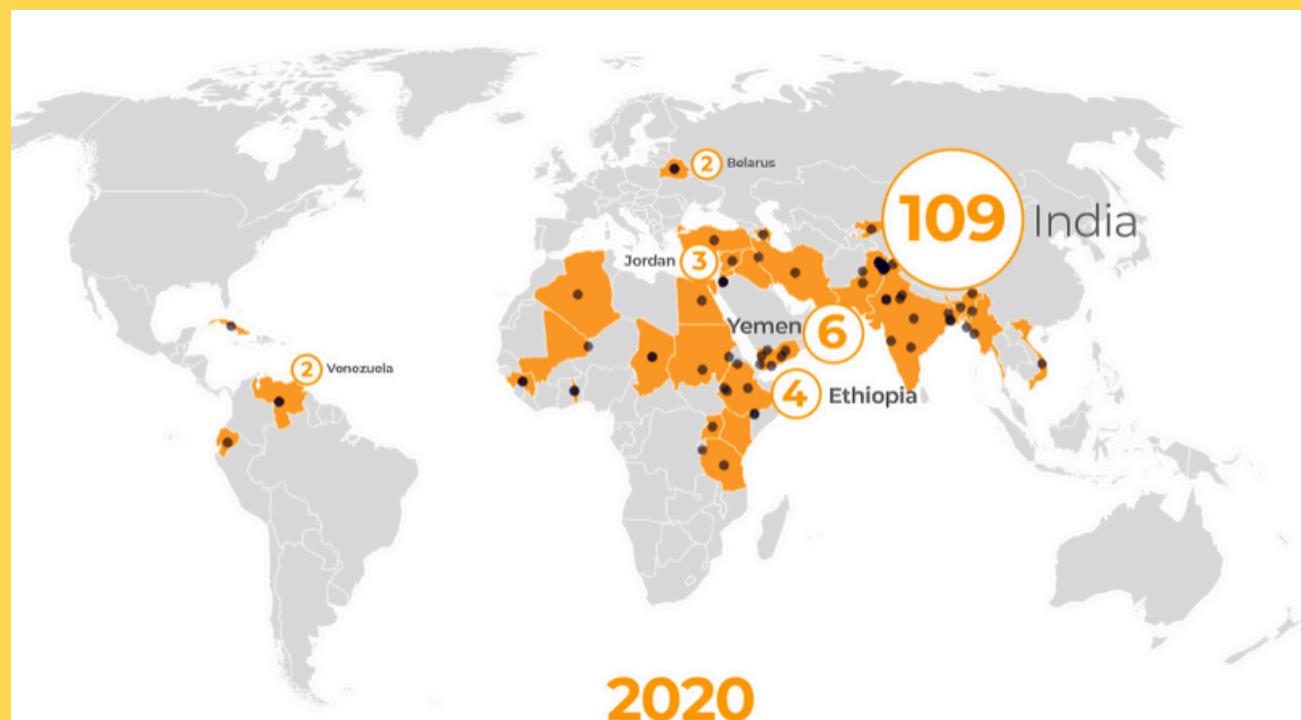 2 Belarus
109 India
Jordan 3
Yemen 6
2 Venezuela
4 Ethiopia
2020